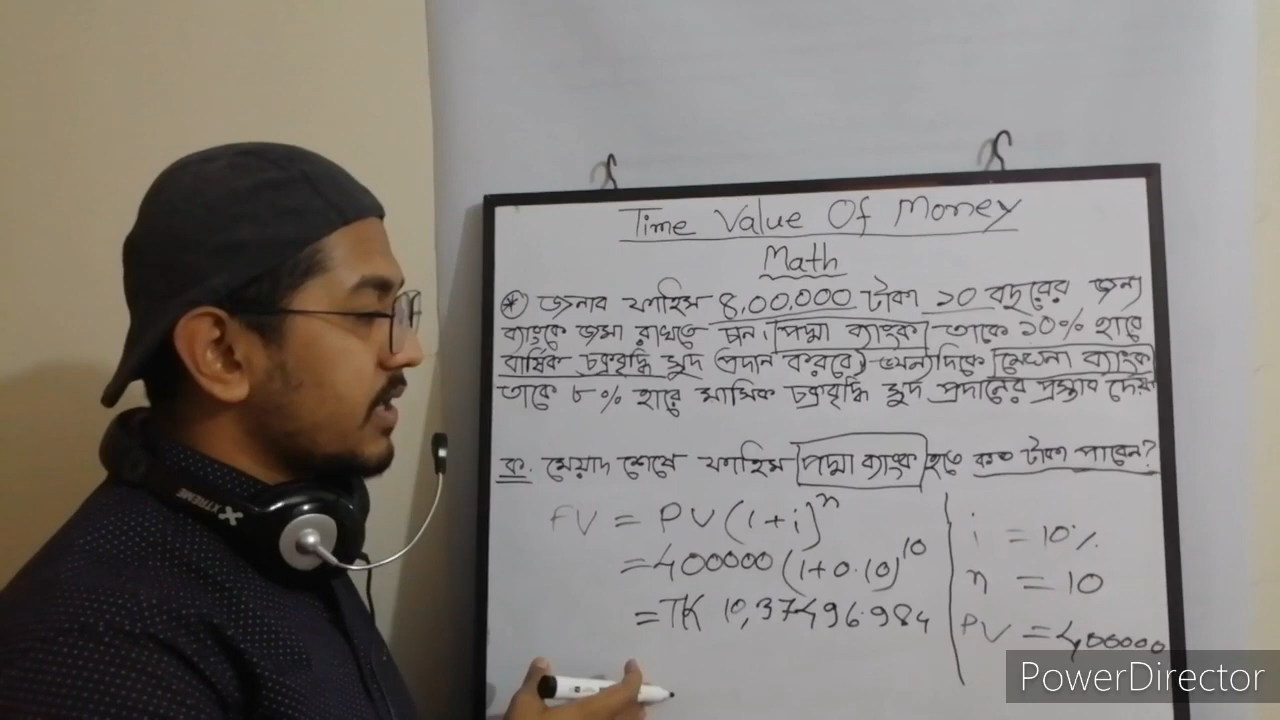 Time Value Of Money
Math
* জনাব ফাহিম ৪,০০,০০০ টাকা ১০ বছরের জন্য
ব্যাংকে জমা রাখতে চান। পদ্মা ব্যাংক তাকে ১০% হারে
বার্ষিক চক্রবৃদ্ধি সুদ প্রদান করবে। অন্যদিকে মেঘনা ব্যাংক
তাকে ৮% হারে মাসিক চক্রবৃদ্ধি সুদ প্রদানের প্রস্তাব দেয়।
ক. মেয়াদ শেষে ফাহিম পদ্মা ব্যাংক হতে কত টাকা পাবেন?
FV = PV(1+i)^n
= 400000 (1+0.10)^10
= TK 10,37496.984
i = 10%
n = 10
PV = 400000
XTREME
PowerDirector